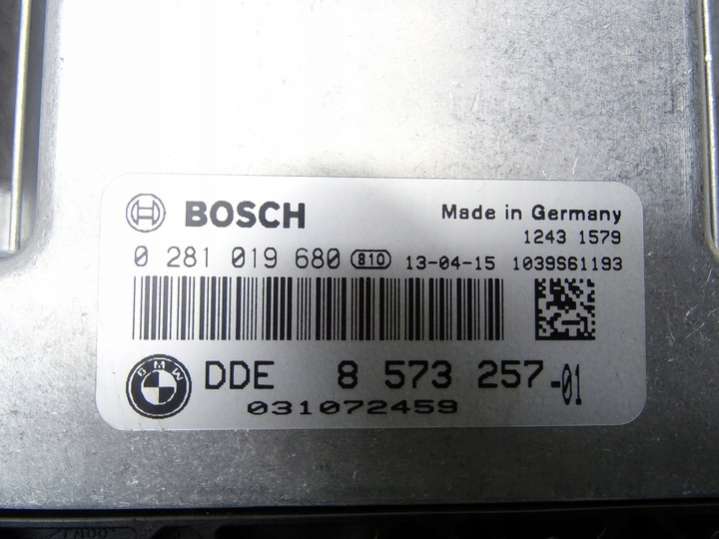 BOSCH
Made in Germany
1243 1579
0 281 019 680 810 13-04-15 1039S61193
BMW
DDE 8 573 257-01
031072459